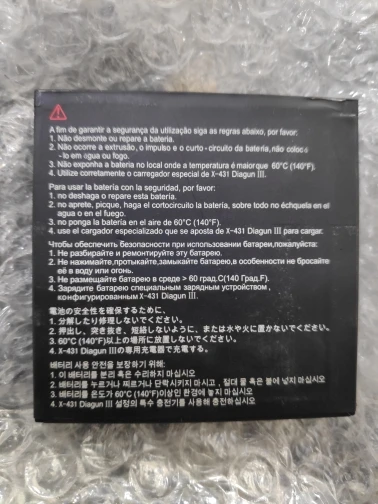 A fim de garantir a segurança da utilização siga as regras abaixo, por favor:
1. Não desmonte ou repare a bateria.
2. Não ocorre a extrusão, o impulso e o curto - circuito da bateria,não coloc
- lo em água ou fogo.
3. Não exponha a bateria no local onde a temperatura é maior que 60°C (140°F).
4. Utilize corretamente o carregador especial de X-431 Diagun III.
Para usar la batería con la seguridad, por favor:
1. no deshaga o repare esta batería.
2. no aprete, picque, haga el cortocircuito la batería, sobre todo no échquels en el
agua o en el fuego.
3. no ponga la batería en el aire de 60°C (140°F).
4. use el cargador especializado que se aposta de X-431 Diagun III para cargar.
Чтобы обеспечить безопасности при использовании батареи,пожалуйста:
1. Не разбирайте и ремонтируйте эту батарею.
2. Не нажимайте,протыкайте,замыкайте батарею,в особенности не бросайте
её в воду или огонь.
3. Не размещайте батарею в среде > 60 град.C(140 Град.F).
4. Зарядите батарею специальным зарядным устройством ,
конфигурированным X-431 Diagun III.
電池の安全性を確保するために、
1. 分解したり修理しないでください。
2. 押出し、突き抜き、短絡しないように、または水や火に置かないでください。
3. 60°C (140°F)以上の場所に放置しないでください。
4. X-431 Diagun IIIの専用充電器で充電する。
배터리 사용 안전을 보장하기 위해:
1. 이 배터리를 분리 혹은 수리하지 마십시오
2. 배터리를 누르거나 찌르거나 단락시키지 마시고 , 절대 물 혹은 불에 넣지 마십시오
3. 배터리를 온도가 60°C (140°F)이상인 환경에 놓지 마십시오
4. X-431 Diagun III 설정의 특수 충전기를 사용해 충전하십시오